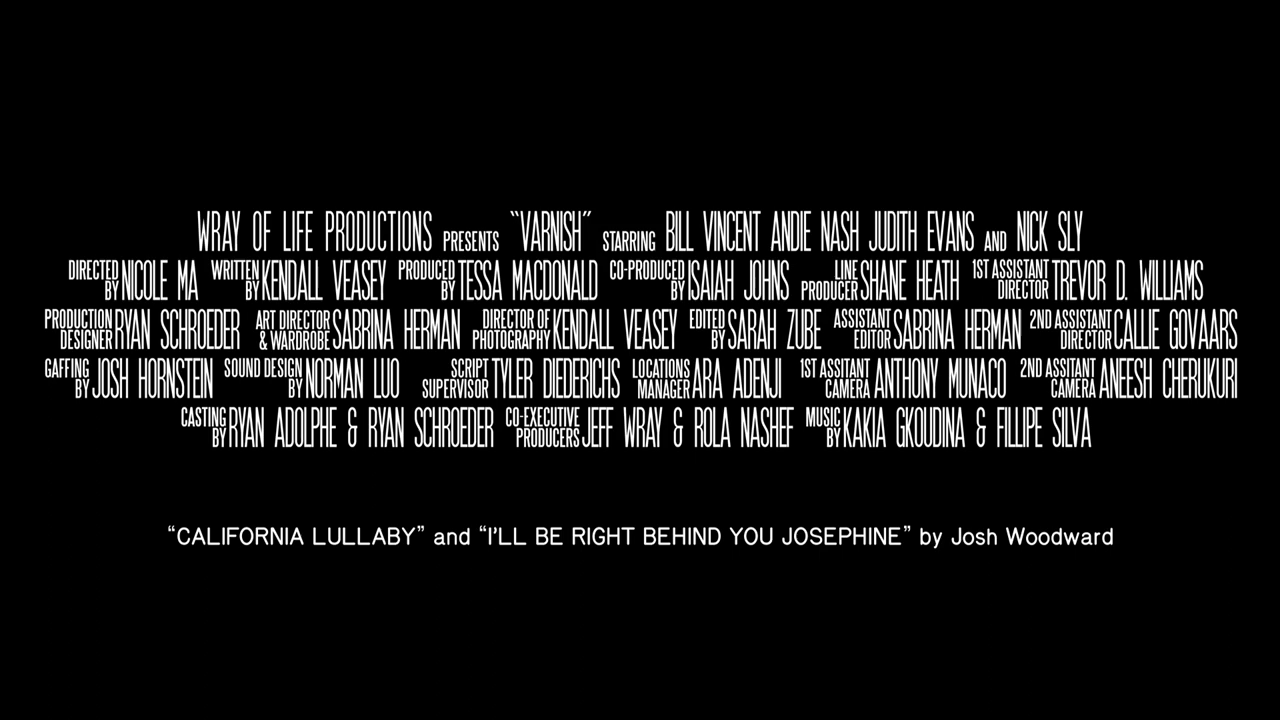 WRAY OF LIFE PRODUCTIONS PRESENTS “VARNISH” STARRING BILL VINCENT ANDIE NASH JUDITH EVANS AND NICK SLY
DIRECTED BY NICOLE MA WRITTEN BY KENDALL VEASEY PRODUCED BY TESSA MACDONALD CO-PRODUCED BY ISAIAH JOHNS LINE PRODUCER SHANE HEATH 1ST ASSISTANT DIRECTOR TREVOR D. WILLIAMS
PRODUCTION DESIGNER RYAN SCHROEDER ART DIRECTOR & WARDROBE SABRINA HERMAN DIRECTOR OF PHOTOGRAPHY KENDALL VEASEY EDITED BY SARAH ZUBE ASSISTANT EDITOR SABRINA HERMAN 2ND ASSISTANT DIRECTOR CALLIE GOVAARS
GAFFING BY JOSH HORNSTEIN SOUND DESIGN BY NORMAN LUO SCRIPT SUPERVISOR TYLER DIEDERICHS LOCATIONS MANAGER ARA ADENJI 1ST ASSITANT CAMERA ANTHONY MUNACO 2ND ASSITANT CAMERA ANEESH CHERUKURI
CASTING BY RYAN ADOLPHE & RYAN SCHROEDER CO-EXECUTIVE PRODUCERS JEFF WRAY & ROLA NASHEF MUSIC BY KAKIA GKOUDINA & FILLIPE SILVA
“CALIFORNIA LULLABY” and “I’LL BE RIGHT BEHIND YOU JOSEPHINE” by Josh Woodward